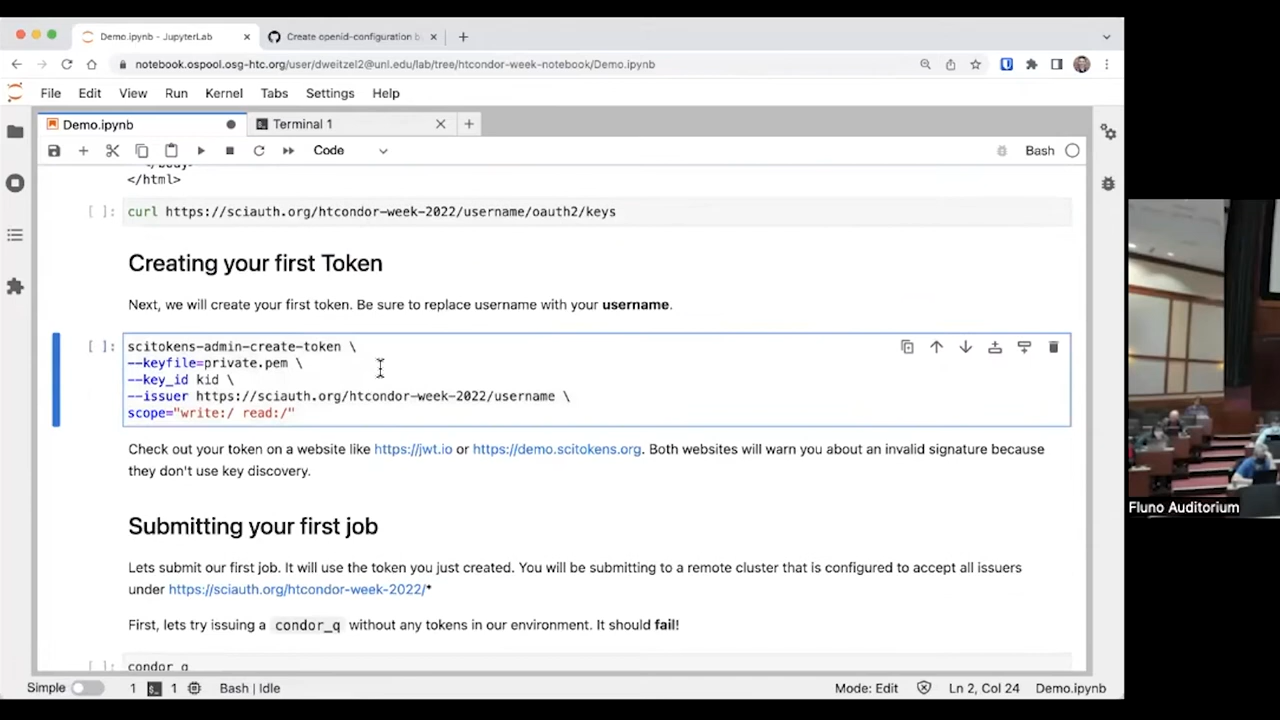 Demo.ipynb - JupyterLab
Create openid-configuration b
notebook.ospool.osg-htc.org/user/dweitzel2@unl.edu/lab/tree/htcondor-week-notebook/Demo.ipynb
File Edit View Run Kernel Tabs Settings Help
Demo.ipynb
Terminal 1
Code
Bash
</html>
[ ]: curl https://sciauth.org/htcondor-week-2022/username/oauth2/keys
Creating your first Token
Next, we will create your first token. Be sure to replace username with your username.
[ ]: scitokens-admin-create-token \
--keyfile=private.pem \
--key_id kid \
--issuer https://sciauth.org/htcondor-week-2022/username \
scope="write:/ read:/"
Check out your token on a website like https://jwt.io or https://demo.scitokens.org. Both websites will warn you about an invalid signature because
they don't use key discovery.
Fluno Auditorium
Submitting your first job
Lets submit our first job. It will use the token you just created. You will be submitting to a remote cluster that is configured to accept all issuers
under https://sciauth.org/htcondor-week-2022/*
First, lets try issuing a condor_q without any tokens in our environment. It should fail!
[ ]: condor_q
Simple 1 1 Bash | Idle Mode: Edit Ln 2, Col 24 Demo.ipynb